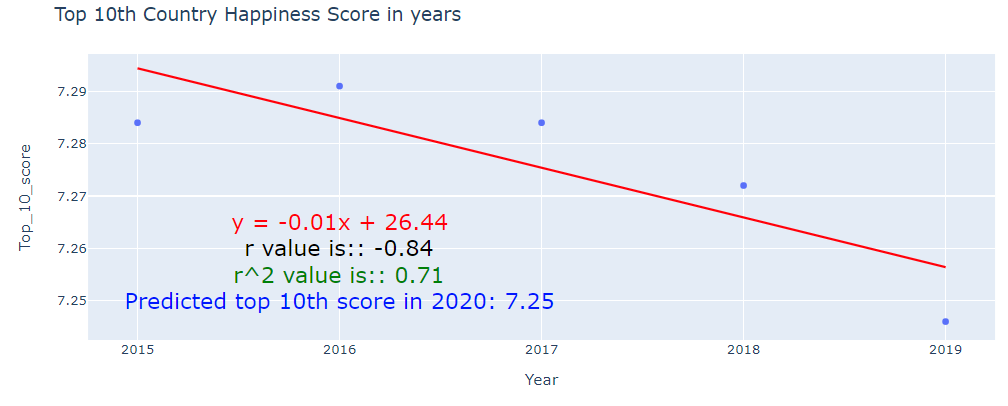 Top 10th Country Happiness Score in years
Top_10_score
7.29
7.28
7.27
7.26
7.25
y = -0.01x + 26.44
r value is:: -0.84
r^2 value is:: 0.71
Predicted top 10th score in 2020: 7.25
2015 2016 2017 2018 2019
Year